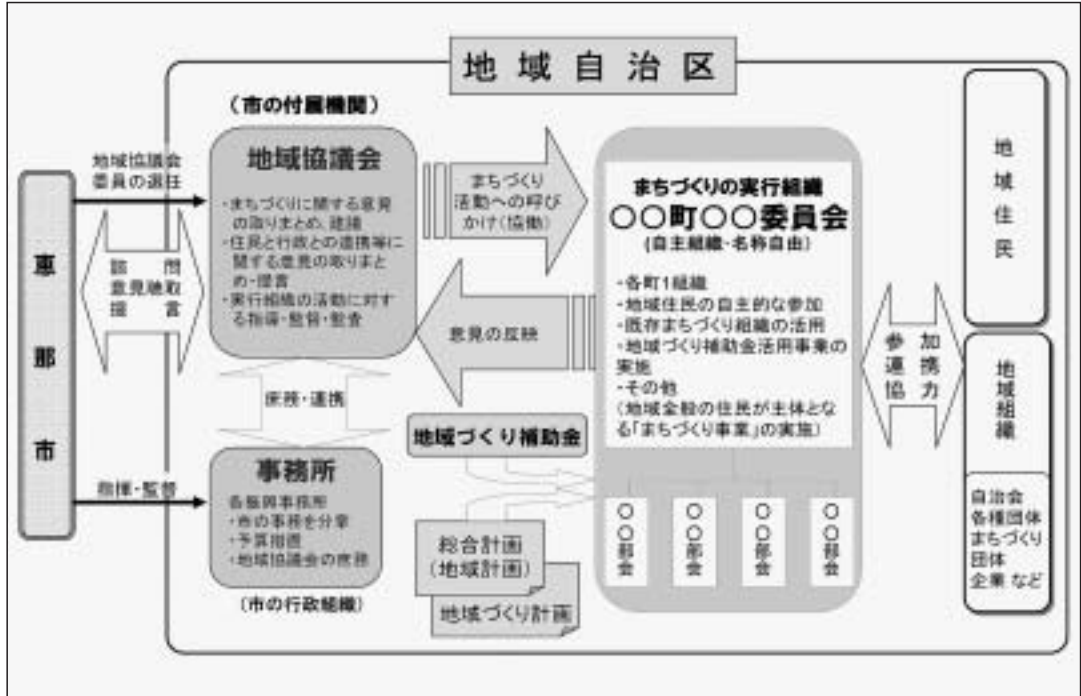 地域自治区
恵那市
地域協議会
委員の選任
諮問
意見聴取
提言
指揮・監督
(市の付属機関)
地域協議会
・まちづくりに関する意見
の取りまとめ、建議
・住民と行政との連携等に
関する意見の取りまと
め・提言
・実行組織の活動に対す
る指導・監督・監査
庶務・連携
事務所
各振興事務所
・市の事務を分掌
・予算措置
・地域協議会の庶務
(市の行政組織)
まちづくり
活動への呼び
かけ(協働)
意見の反映
地域づくり補助金
総合計画
(地域計画)
地域づくり計画
まちづくりの実行組織
○○町○○委員会
(自主組織・名称自由)
・各町1組織
・地域住民の自主的な参加
・既存まちづくり組織の活用
・地域づくり補助金活用事業の
実施
・その他
(地域全般の住民が主体とな
る「まちづくり事業」の実施)
○○部会
○○部会
○○部会
○○部会
参加
連携
協力
地域住民
地域組織
自治会
各種団体
まちづくり
団体
企業 など